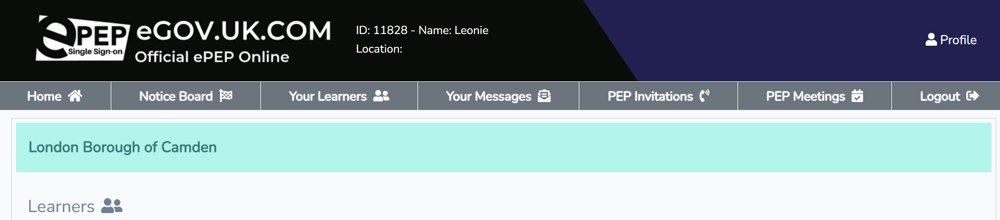 ePEP
Single Sign-on
eGOV.UK.COM
Official ePEP Online
ID: 11828 - Name: Leonie
Location:
Profile
Home
Notice Board
Your Learners
Your Messages
PEP Invitations
PEP Meetings
Logout
London Borough of Camden
Learners